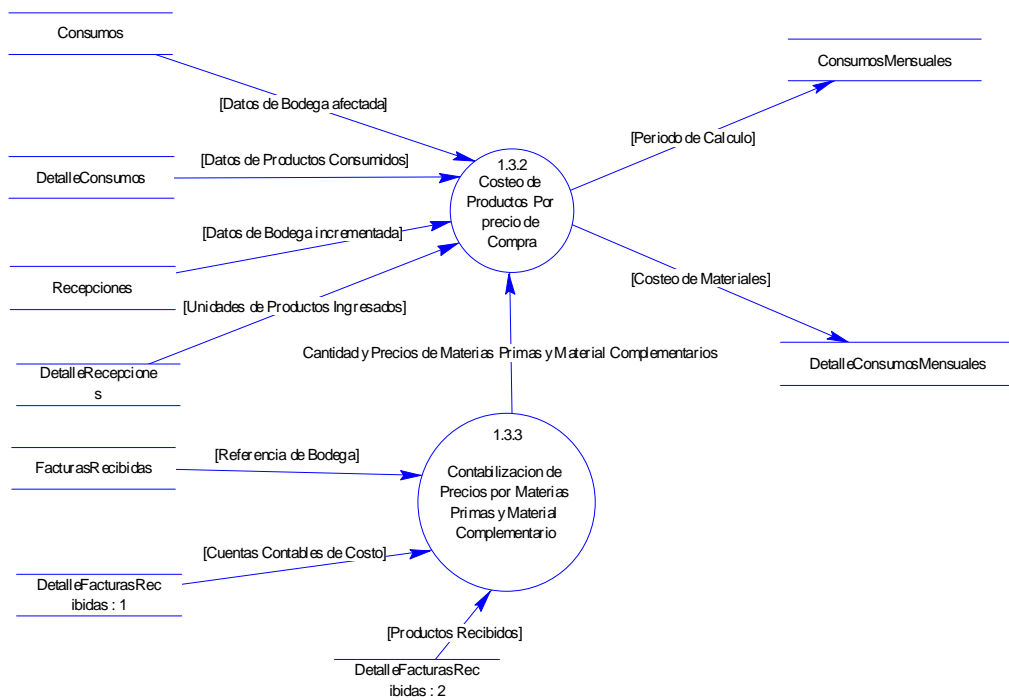 Consumos
ConsumosMensuales
[Datos de Bodega afectada]
[Periodo de Calculo]
[Datos de Productos Consumidos]
DetalleConsumos
1.3.2
Costeo de
Productos Por
precio de
Compra
[Datos de Bodega incrementada]
Recepciones
[Costeo de Materiales]
[Unidades de Productos Ingresados]
Cantidad y Precios de Materias Primas y Material Complementarios
DetalleConsumosMensuales
DetalleRecepcione
s
1.3.3
Contabilizacion de
Precios por Materias
Primas y Material
Complementario
[Referencia de Bodega]
FacturasRecibidas
[Cuentas Contables de Costo]
DetalleFacturasRec
ibidas : 1
[Productos Recibidos]
DetalleFacturasRec
ibidas : 2